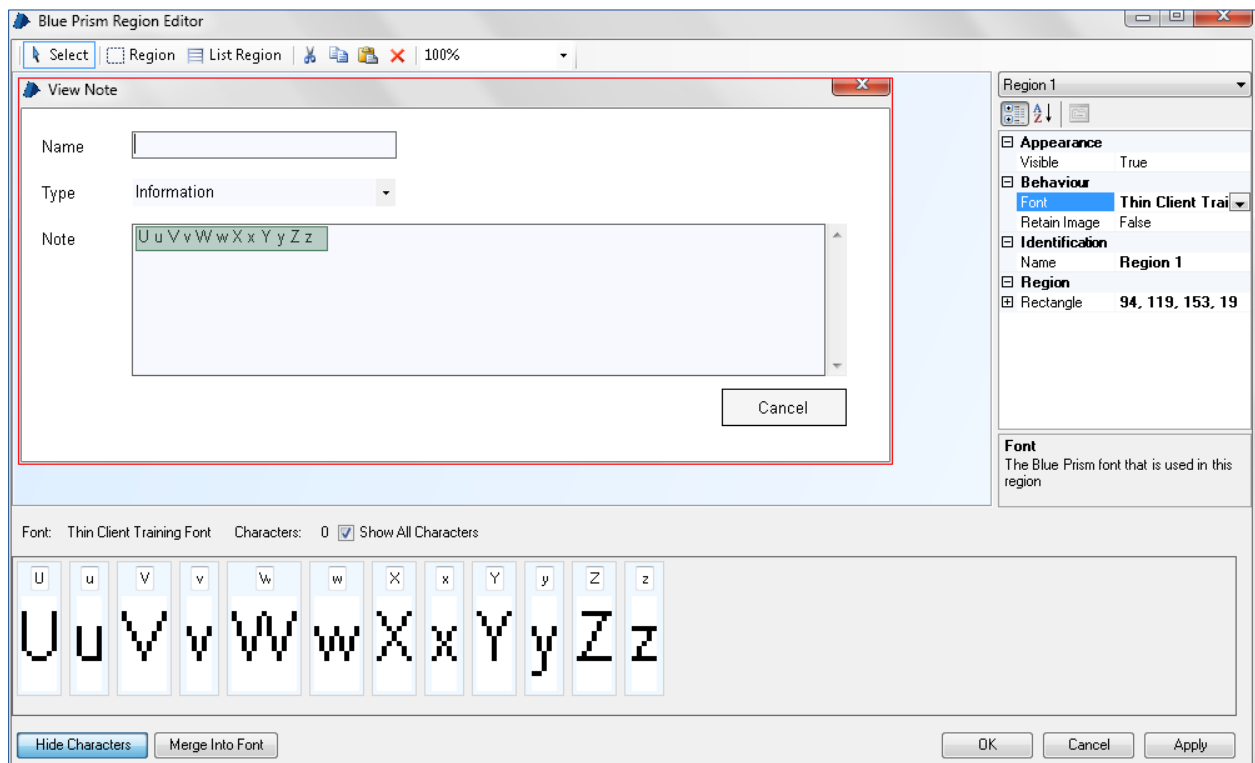 Blue Prism Region Editor
Select Region List Region 100%
View Note
Name
Type Information
Note U u V v W w X x Y y Z z
Cancel
Region 1
Appearance
Visible True
Behaviour
Font Thin Client Trai
Retain Image False
Identification
Name Region 1
Region
Rectangle 94, 119, 153, 19
Font
The Blue Prism font that is used in this
region
Font: Thin Client Training Font Characters: 0 Show All Characters
U u V v W w X x Y y Z z
U u V v W w X x Y y Z z
Hide Characters Merge Into Font OK Cancel Apply